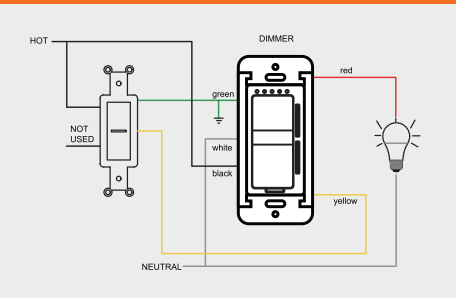 DIMMER
HOT
red
green
NOT
USED
white
black
yellow
NEUTRAL